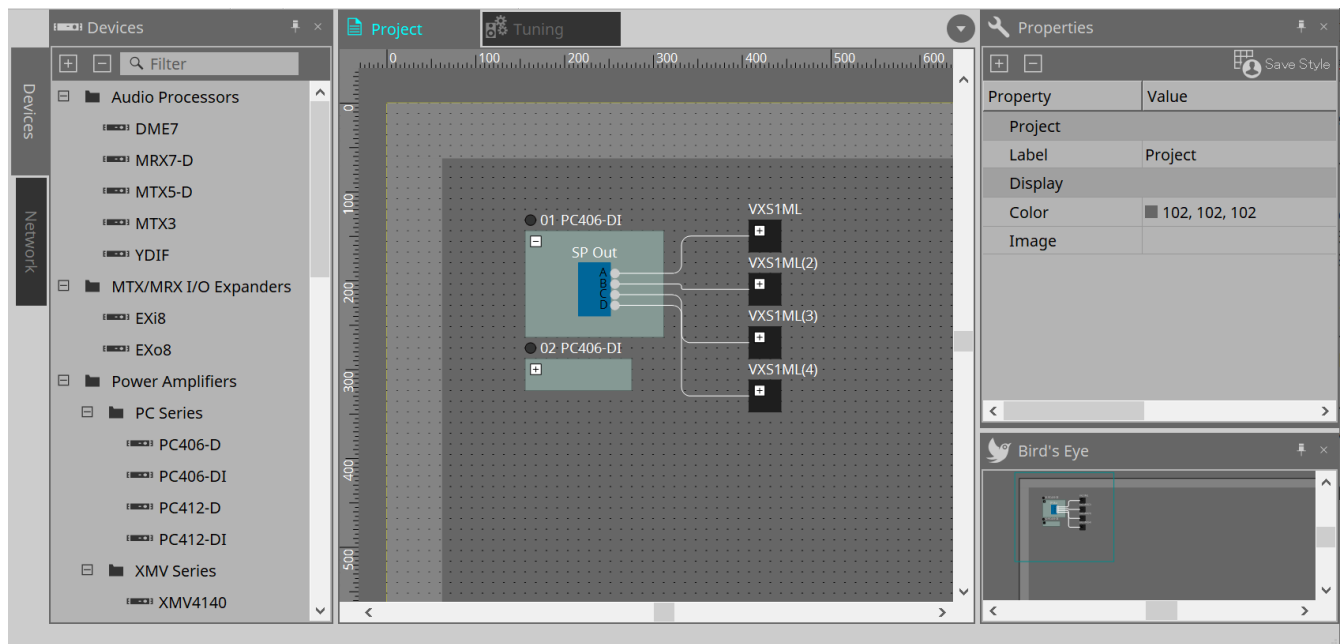 Devices
Network
Devices
Filter
Audio Processors
DME7
MRX7-D
MTX5-D
MTX3
YDIF
MTX/MRX I/O Expanders
EXi8
EXo8
Power Amplifiers
PC Series
PC406-D
PC406-DI
PC412-D
PC412-DI
XMV Series
XMV4140
Project
Tuning
0 100 200 300 400 500 600
0
100
200
300
400
500
01 PC406-DI
SP Out
A
B
C
D
02 PC406-DI
VXS1ML
VXS1ML(2)
VXS1ML(3)
VXS1ML(4)
Properties
Save Style
Property Value
Project
Label Project
Display
Color 102, 102, 102
Image
Bird's Eye